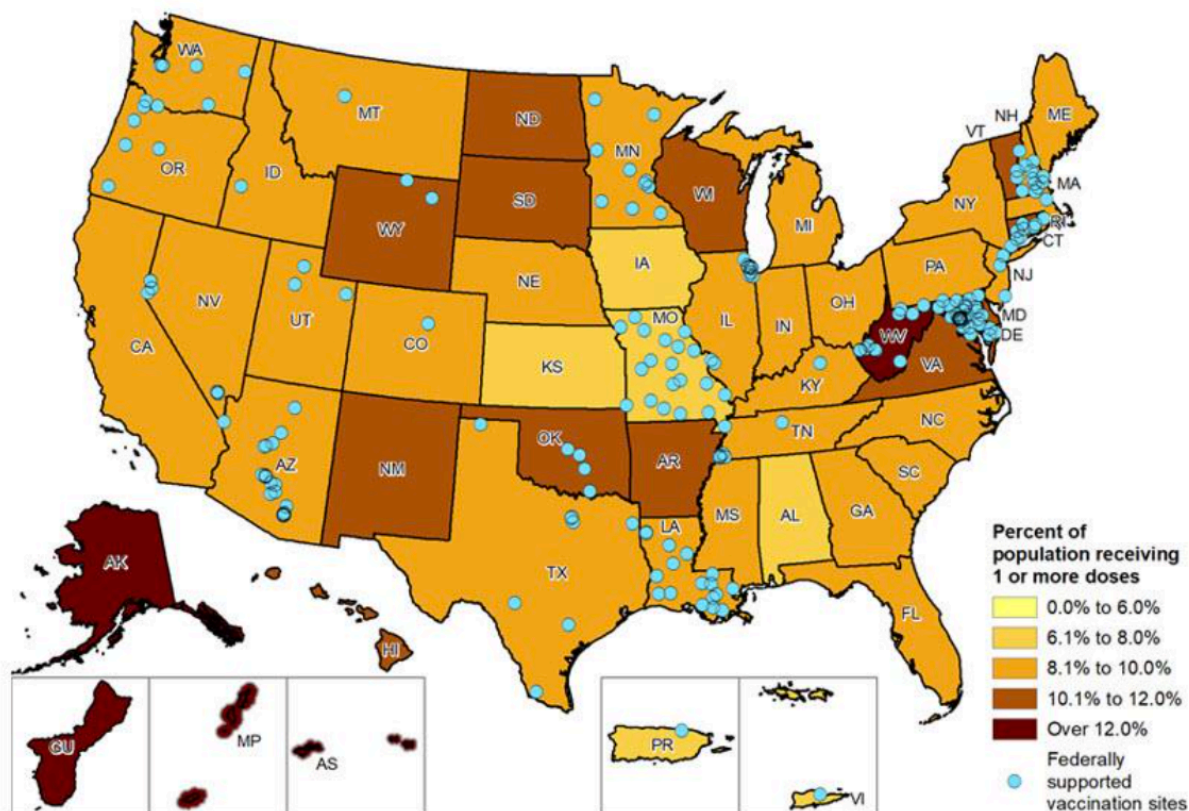 WA
MT
ND
MN
VT
NH
ME
OR
ID
SD
WI
MI
NY
MA
WY
RI
CT
NV
UT
NE
IA
PA
NJ
CA
CO
IL
IN
OH
MD
DE
KS
MO
WV
VA
KY
AZ
NM
OK
AR
TN
NC
SC
TX
LA
MS
AL
GA
FL
AK
HI
GU
MP
AS
PR
VI
Percent of
population receiving
1 or more doses
0.0% to 6.0%
6.1% to 8.0%
8.1% to 10.0%
10.1% to 12.0%
Over 12.0%
Federally
supported
vaccination sites